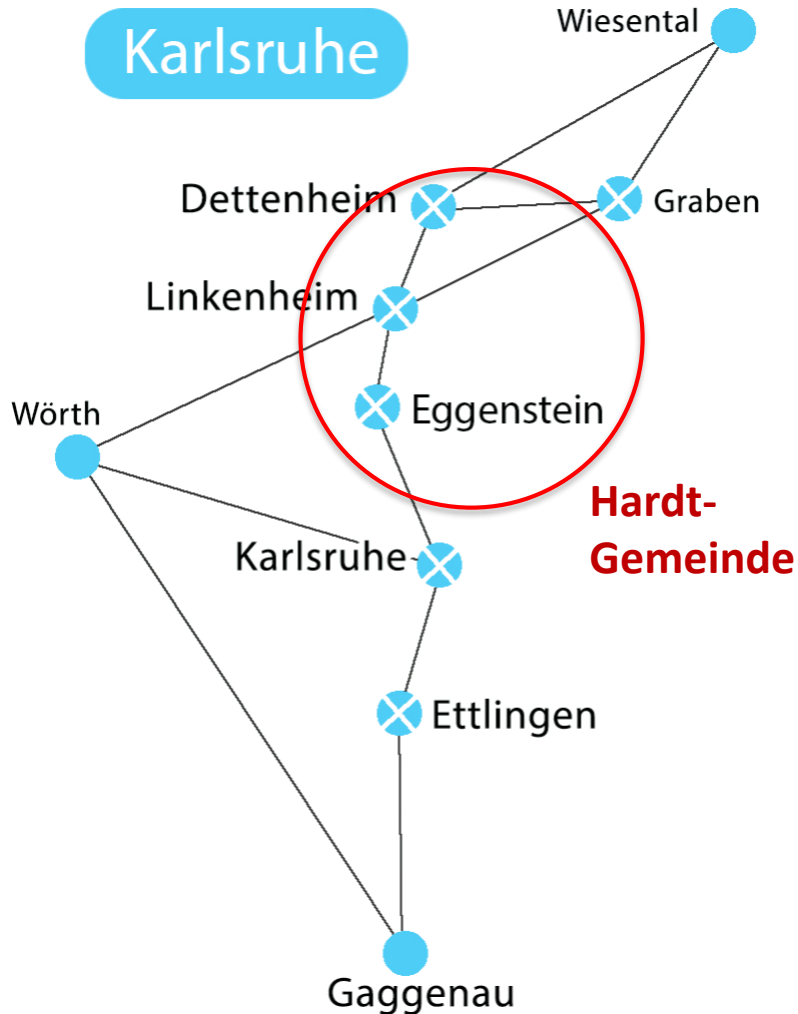 Karlsruhe
Wiesental
Dettenheim
Graben
Linkenheim
Eggenstein
Wörth
Hardt-
Gemeinde
Karlsruhe
Ettlingen
Gaggenau